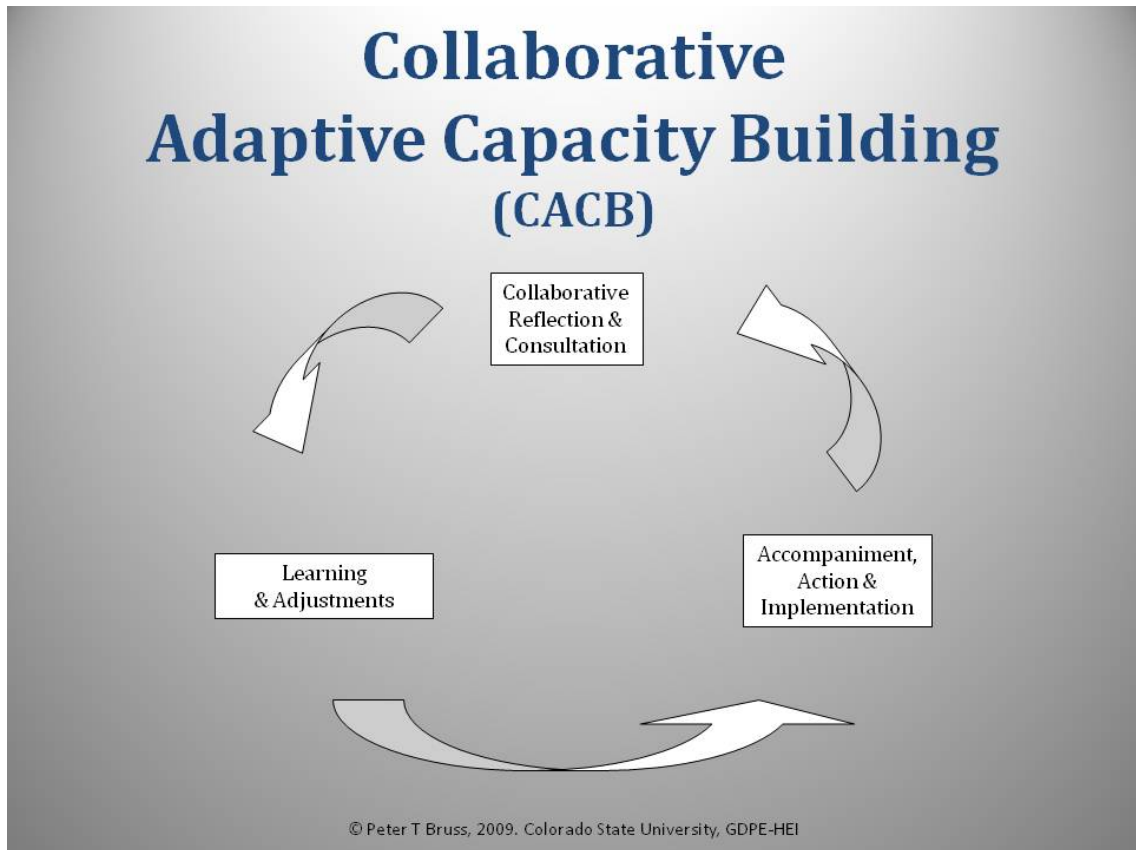 Collaborative
Adaptive Capacity Building
(CACB)
Collaborative
Reflection &
Consultation
Learning
& Adjustments
Accompaniment,
Action &
Implementation
© Peter T Bruss, 2009. Colorado State University, GDPE-HEI